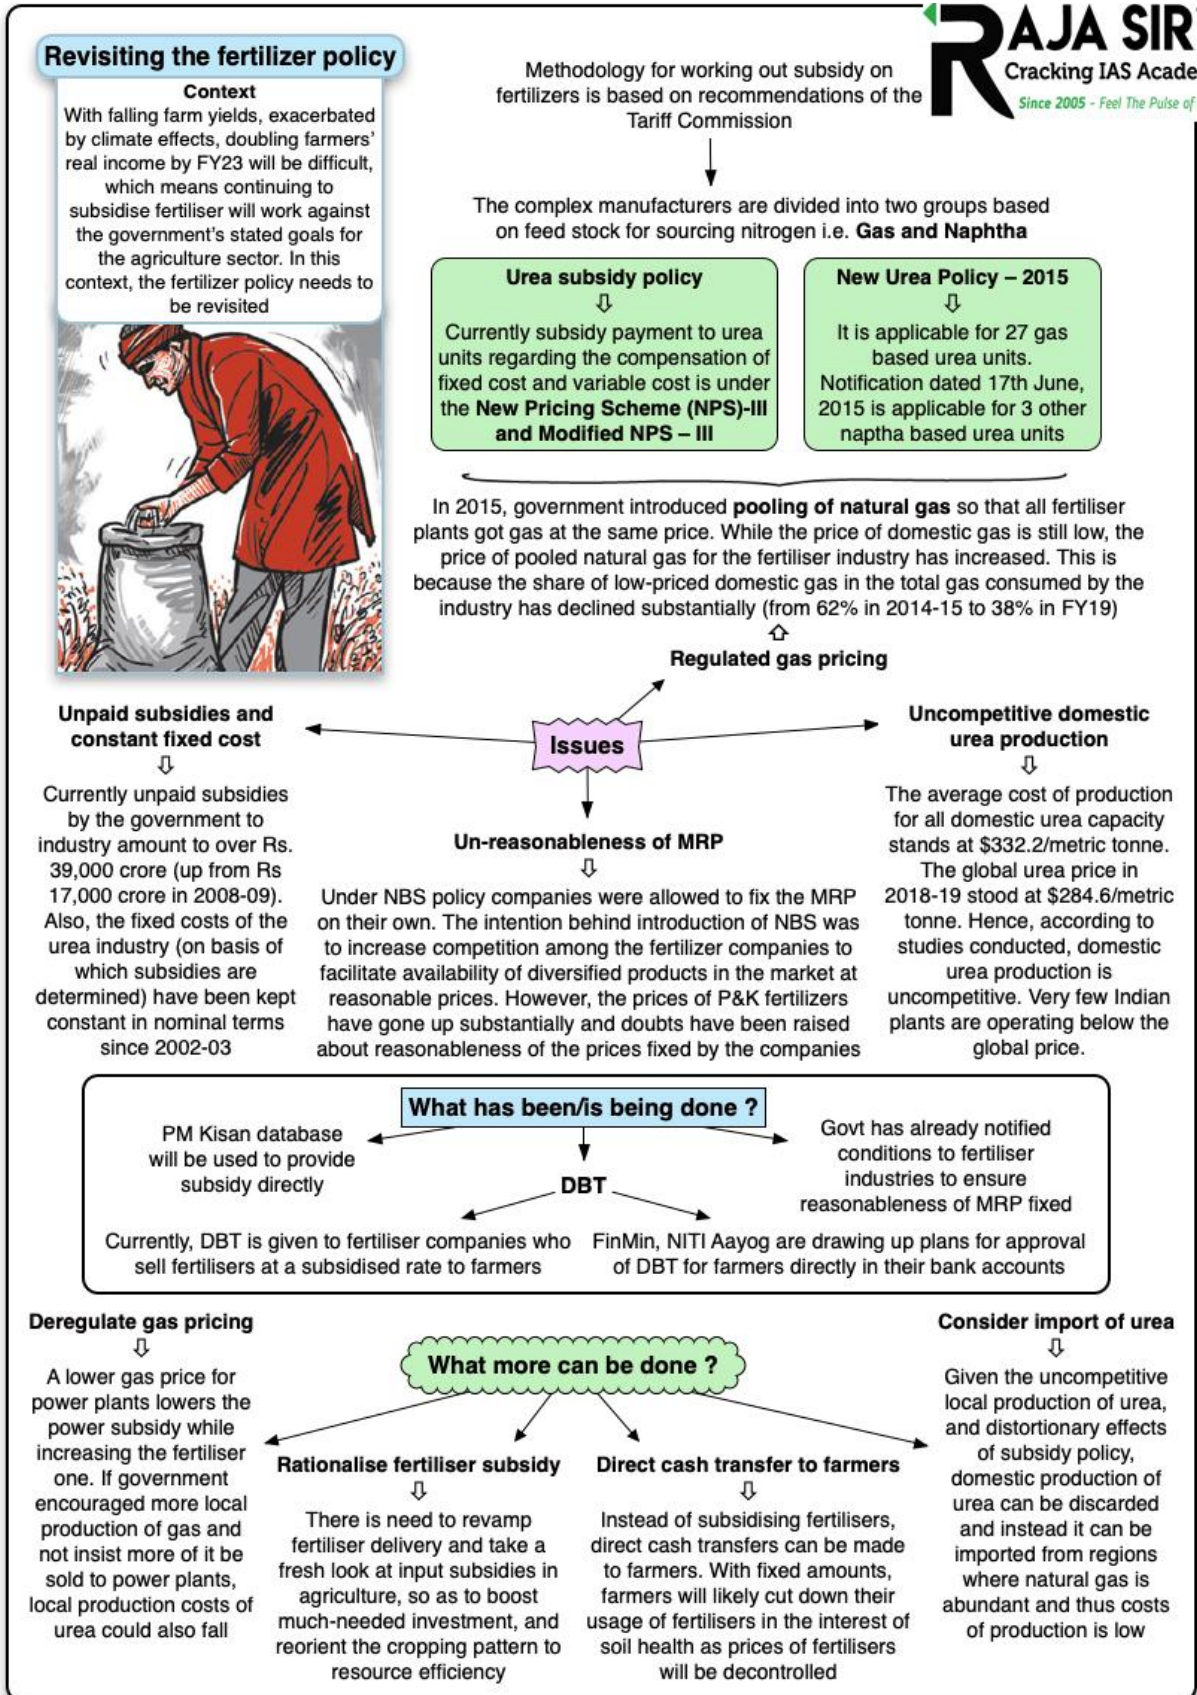 RAJA SIR
Cracking IAS Acade
Since 2005 - Feel The Pulse of
Revisiting the fertilizer policy
Context
With falling farm yields, exacerbated
by climate effects, doubling farmers'
real income by FY23 will be difficult,
which means continuing to
subsidise fertiliser will work against
the government's stated goals for
the agriculture sector. In this
context, the fertilizer policy needs to
be revisited
Methodology for working out subsidy on
fertilizers is based on recommendations of the
Tariff Commission
The complex manufacturers are divided into two groups based
on feed stock for sourcing nitrogen i.e. Gas and Naphtha
Urea subsidy policy
Currently subsidy payment to urea
units regarding the compensation of
fixed cost and variable cost is under
the New Pricing Scheme (NPS)-III
and Modified NPS – III
New Urea Policy – 2015
It is applicable for 27 gas
based urea units.
Notification dated 17th June,
2015 is applicable for 3 other
naptha based urea units
In 2015, government introduced pooling of natural gas so that all fertiliser
plants got gas at the same price. While the price of domestic gas is still low, the
price of pooled natural gas for the fertiliser industry has increased. This is
because the share of low-priced domestic gas in the total gas consumed by the
industry has declined substantially (from 62% in 2014-15 to 38% in FY19)
Regulated gas pricing
Issues
Unpaid subsidies and
constant fixed cost
Currently unpaid subsidies
by the government to
industry amount to over Rs.
39,000 crore (up from Rs
17,000 crore in 2008-09).
Also, the fixed costs of the
urea industry (on basis of
which subsidies are
determined) have been kept
constant in nominal terms
since 2002-03
Un-reasonableness of MRP
Under NBS policy companies were allowed to fix the MRP
on their own. The intention behind introduction of NBS was
to increase competition among the fertilizer companies to
facilitate availability of diversified products in the market at
reasonable prices. However, the prices of P&K fertilizers
have gone up substantially and doubts have been raised
about reasonableness of the prices fixed by the companies
Uncompetitive domestic
urea production
The average cost of production
for all domestic urea capacity
stands at $332.2/metric tonne.
The global urea price in
2018-19 stood at $284.6/metric
tonne. Hence, according to
studies conducted, domestic
urea production is
uncompetitive. Very few Indian
plants are operating below the
global price.
What has been/is being done ?
PM Kisan database
will be used to provide
subsidy directly
DBT
Govt has already notified
conditions to fertiliser
industries to ensure
reasonableness of MRP fixed
Currently, DBT is given to fertiliser companies who
sell fertilisers at a subsidised rate to farmers
FinMin, NITI Aayog are drawing up plans for approval
of DBT for farmers directly in their bank accounts
What more can be done ?
Deregulate gas pricing
A lower gas price for
power plants lowers the
power subsidy while
increasing the fertiliser
one. If government
encouraged more local
production of gas and
not insist more of it be
sold to power plants,
local production costs of
urea could also fall
Rationalise fertiliser subsidy
There is need to revamp
fertiliser delivery and take a
fresh look at input subsidies in
agriculture, so as to boost
much-needed investment, and
reorient the cropping pattern to
resource efficiency
Direct cash transfer to farmers
Instead of subsidising fertilisers,
direct cash transfers can be made
to farmers. With fixed amounts,
farmers will likely cut down their
usage of fertilisers in the interest of
soil health as prices of fertilisers
will be decontrolled
Consider import of urea
Given the uncompetitive
local production of urea,
and distortionary effects
of subsidy policy,
domestic production of
urea can be discarded
and instead it can be
imported from regions
where natural gas is
abundant and thus costs
of production is low